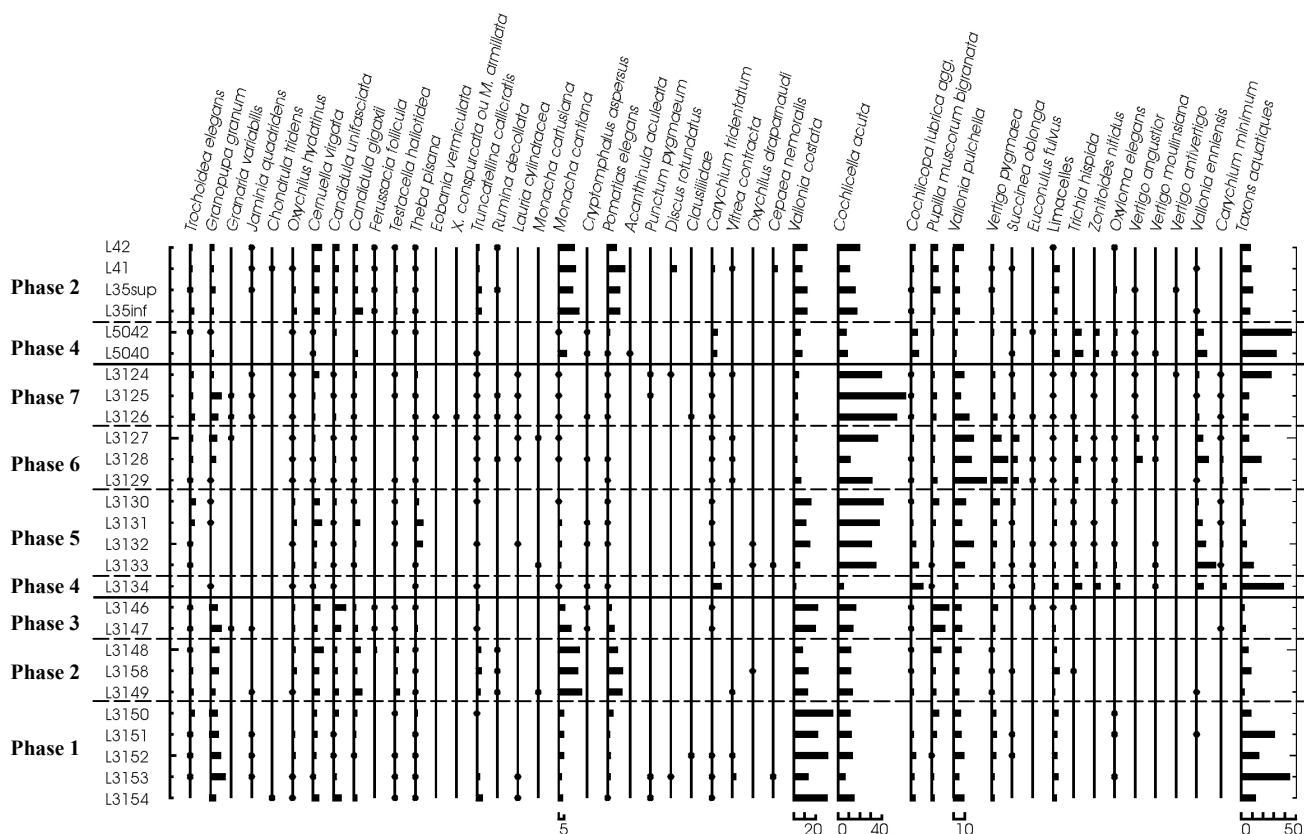 Trochoidea elegans
Granopupa granum
Granaria variabilis
Jaminia quadridens
Chondrula tridens
Oxychilus hydatinus
Cernuella virgata
Candidula unifasciata
Candidula gigaxii
Ferussacia follicula
Testacella haliotidea
Theba pisana
Eobania vermiculata
X. conspurcata ou M. armillata
Truncatellina callicratis
Rumina decollata
Lauria cylindracea
Monacha cartusiana
Monacha cantiana
Cryptomphatus aspersus
Pomatias elegans
Acanthinula aculeata
Punctum pygmaeum
Discus rotundatus
Clausiliidae
Carychium tridentatum
Vitrea contracta
Oxychilus draparnaudi
Cepaea nemoralis
Vallonia costata
Cochlicella acuta
Cochlicopa lubrica agg.
Pupilla muscorum bigranata
Vallonia pulchella
Vertigo pygmaea
Succinea oblonga
Euconulus fulvus
Limacelles
Trichia hispida
Zonitoides nitidus
Oxyloma elegans
Vertigo angustior
Vertigo moulinsiana
Vertigo antivertigo
Vallonia enniensis
Carychium minimum
Taxons aquatiques
L42
Phase 2 L41
L35sup
L35inf
L5042
Phase 4
L5040
L3124
Phase 7 L3125
L3126
L3127
Phase 6 L3128
L3129
L3130
L3131
Phase 5
L3132
L3133
Phase 4 L3134
L3146
Phase 3
L3147
L3148
Phase 2 L3158
L3149
L3150
L3151
Phase 1
L3152
L3153
L3154
5 20 0 40 10 0 50